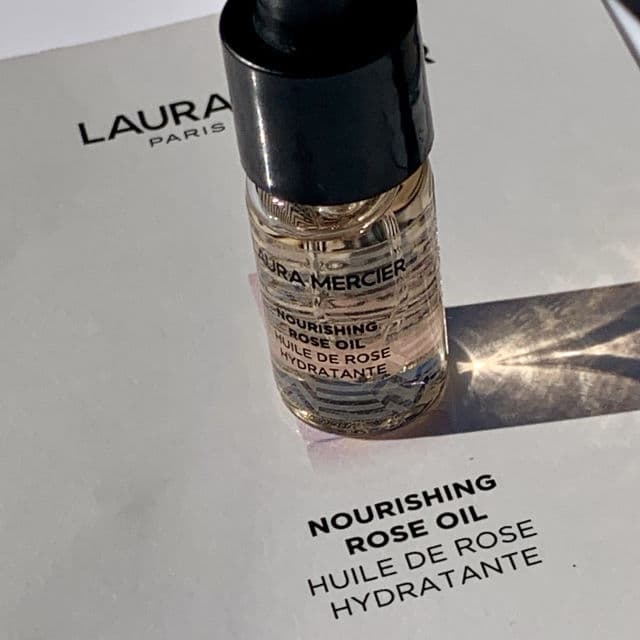 LAURA
PARIS
AURA MERCIER
NOURISHING
ROSE OIL
HUILE DE ROSE
HYDRATANTE
NOURISHING
ROSE OIL
HUILE DE ROSE
HYDRATANTE